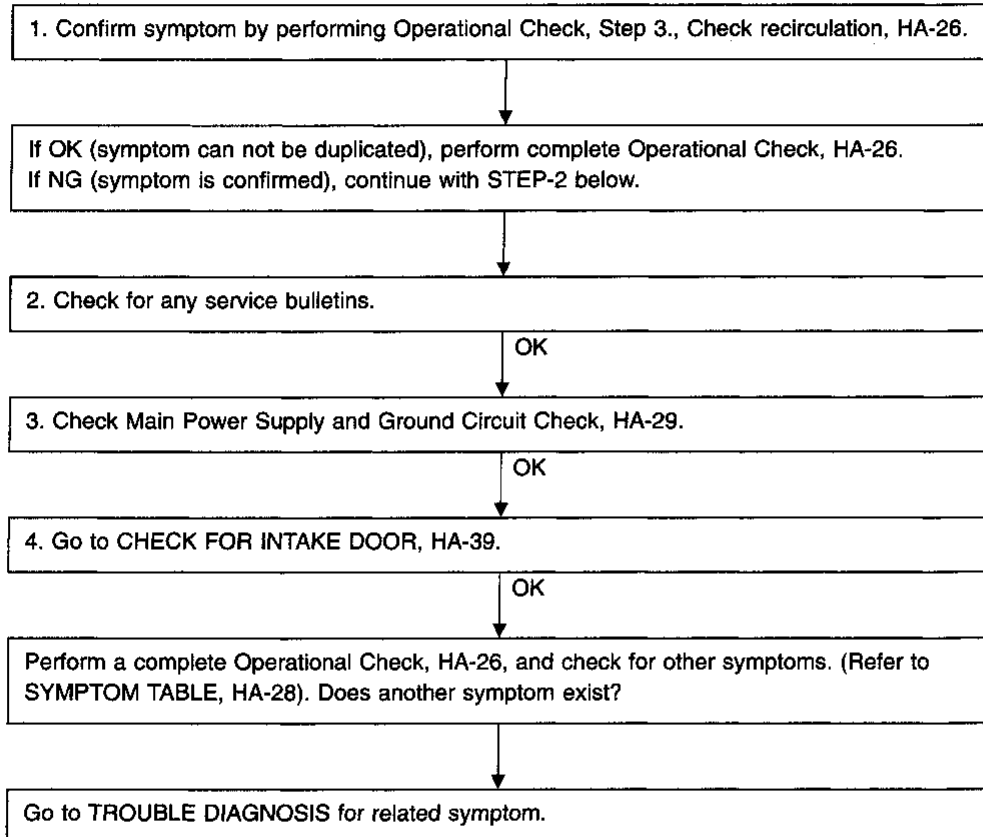 1. Confirm symptom by performing Operational Check, Step 3., Check recirculation, HA-26.
If OK (symptom can not be duplicated), perform complete Operational Check, HA-26.
If NG (symptom is confirmed), continue with STEP-2 below.
2. Check for any service bulletins.
OK
3. Check Main Power Supply and Ground Circuit Check, HA-29.
OK
4. Go to CHECK FOR INTAKE DOOR, HA-39.
OK
Perform a complete Operational Check, HA-26, and check for other symptoms. (Refer to
SYMPTOM TABLE, HA-28). Does another symptom exist?
Go to TROUBLE DIAGNOSIS for related symptom.